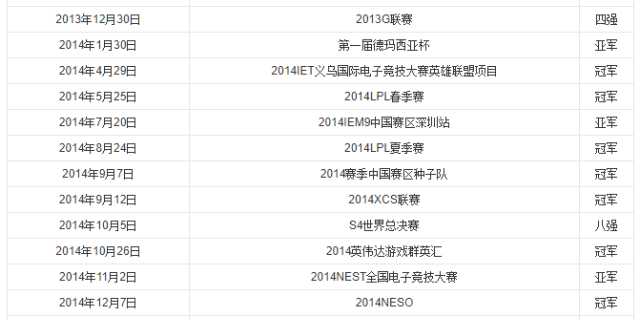 2013年12月30日 2013G联赛 四强
2014年1月30日 第一届德玛西亚杯 亚军
2014年4月29日 2014IET义乌国际电子竞技大赛英雄联盟项目 冠军
2014年5月25日 2014LPL春季赛 冠军
2014年7月20日 2014IEM9中国赛区深圳站 亚军
2014年8月24日 2014LPL夏季赛 冠军
2014年9月7日 2014赛季中国赛区种子队 冠军
2014年9月12日 2014XCS联赛 冠军
2014年10月5日 S4世界总决赛 八强
2014年10月26日 2014英伟达游戏群英汇 冠军
2014年11月2日 2014NEST全国电子竞技大赛 亚军
2014年12月7日 2014NESO 冠军